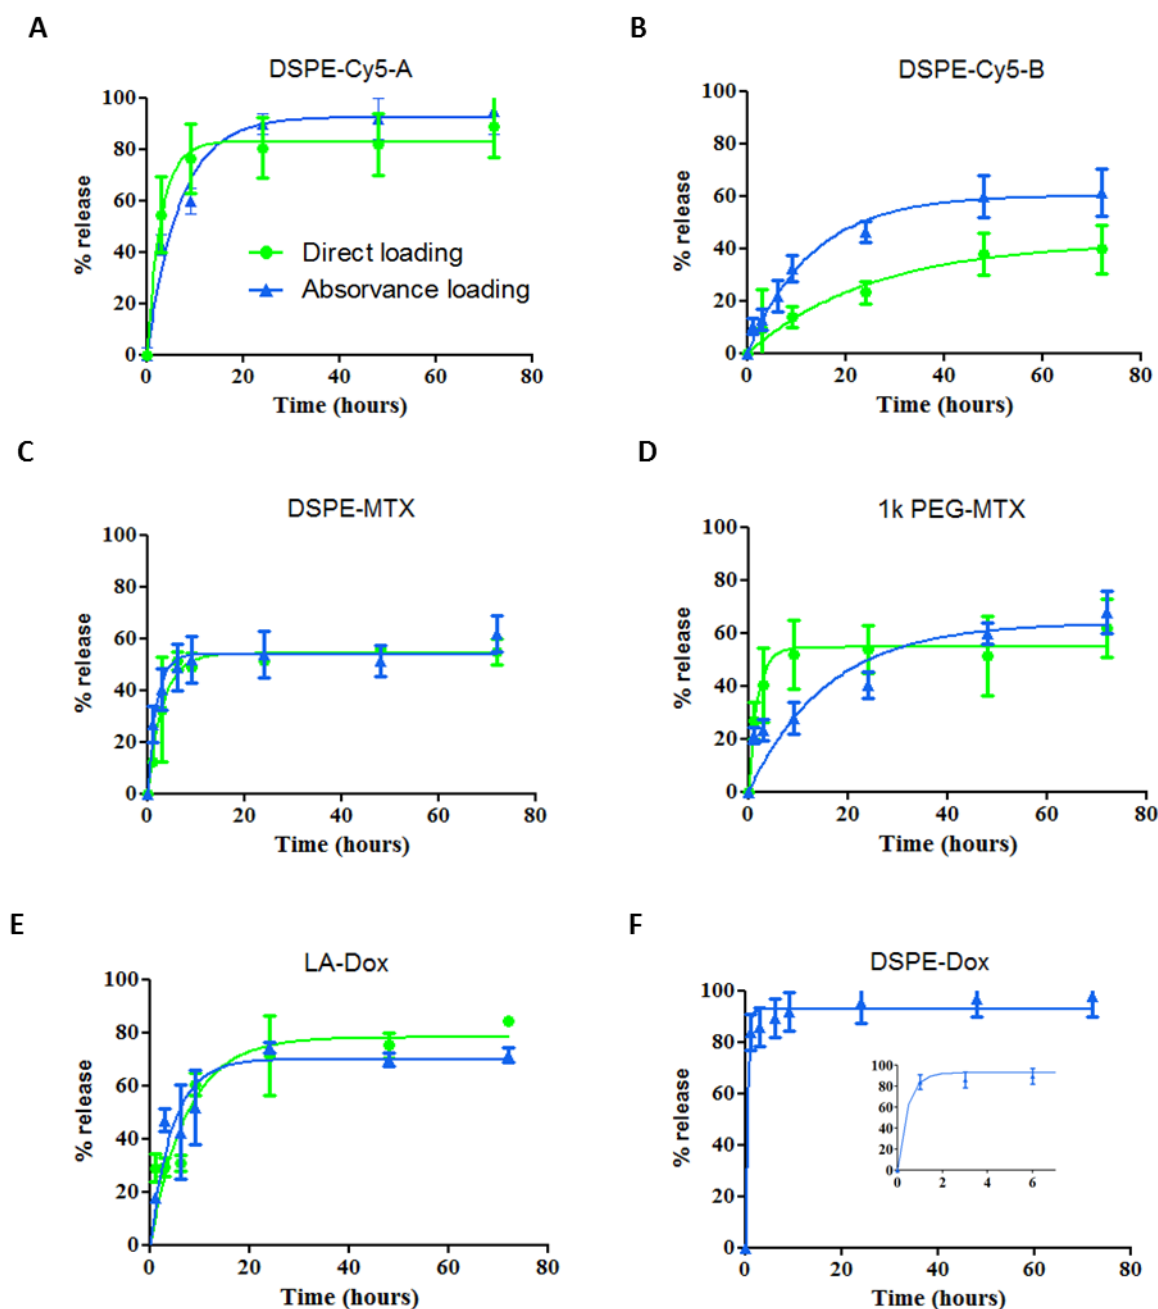 A
DSPE-Cy5-A
100
80
60
40
20
0
% release
Direct loading
Absorvance loading
0 20 40 60 80
Time (hours)
B
DSPE-Cy5-B
100
80
60
40
20
0
% release
0 20 40 60 80
Time (hours)
C
DSPE-MTX
100
80
60
40
20
0
% release
0 20 40 60 80
Time (hours)
D
1k PEG-MTX
100
80
60
40
20
0
% release
0 20 40 60 80
Time (hours)
E
LA-Dox
100
80
60
40
20
0
% release
0 20 40 60 80
Time (hours)
F
DSPE-Dox
100
80
60
40
20
0
% release
100
80
60
40
20
0
0 2 4 6
0 20 40 60 80
Time (hours)